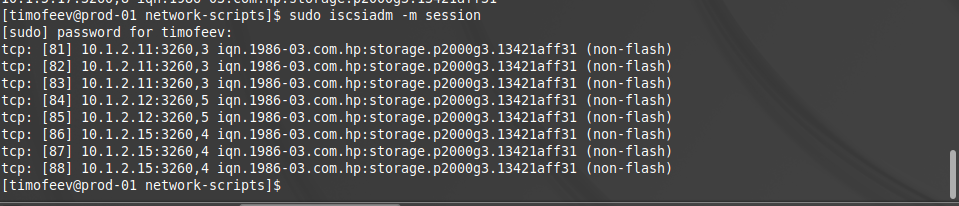 [timofeev@prod-01 network-scripts]$ sudo iscsiadm -m session
[sudo] password for timofeev:
tcp: [81] 10.1.2.11:3260,3 iqn.1986-03.com.hp:storage.p2000g3.13421aff31 (non-flash)
tcp: [82] 10.1.2.11:3260,3 iqn.1986-03.com.hp:storage.p2000g3.13421aff31 (non-flash)
tcp: [83] 10.1.2.11:3260,3 iqn.1986-03.com.hp:storage.p2000g3.13421aff31 (non-flash)
tcp: [84] 10.1.2.12:3260,5 iqn.1986-03.com.hp:storage.p2000g3.13421aff31 (non-flash)
tcp: [85] 10.1.2.12:3260,5 iqn.1986-03.com.hp:storage.p2000g3.13421aff31 (non-flash)
tcp: [86] 10.1.2.15:3260,4 iqn.1986-03.com.hp:storage.p2000g3.13421aff31 (non-flash)
tcp: [87] 10.1.2.15:3260,4 iqn.1986-03.com.hp:storage.p2000g3.13421aff31 (non-flash)
tcp: [88] 10.1.2.15:3260,4 iqn.1986-03.com.hp:storage.p2000g3.13421aff31 (non-flash)
[timofeev@prod-01 network-scripts]$